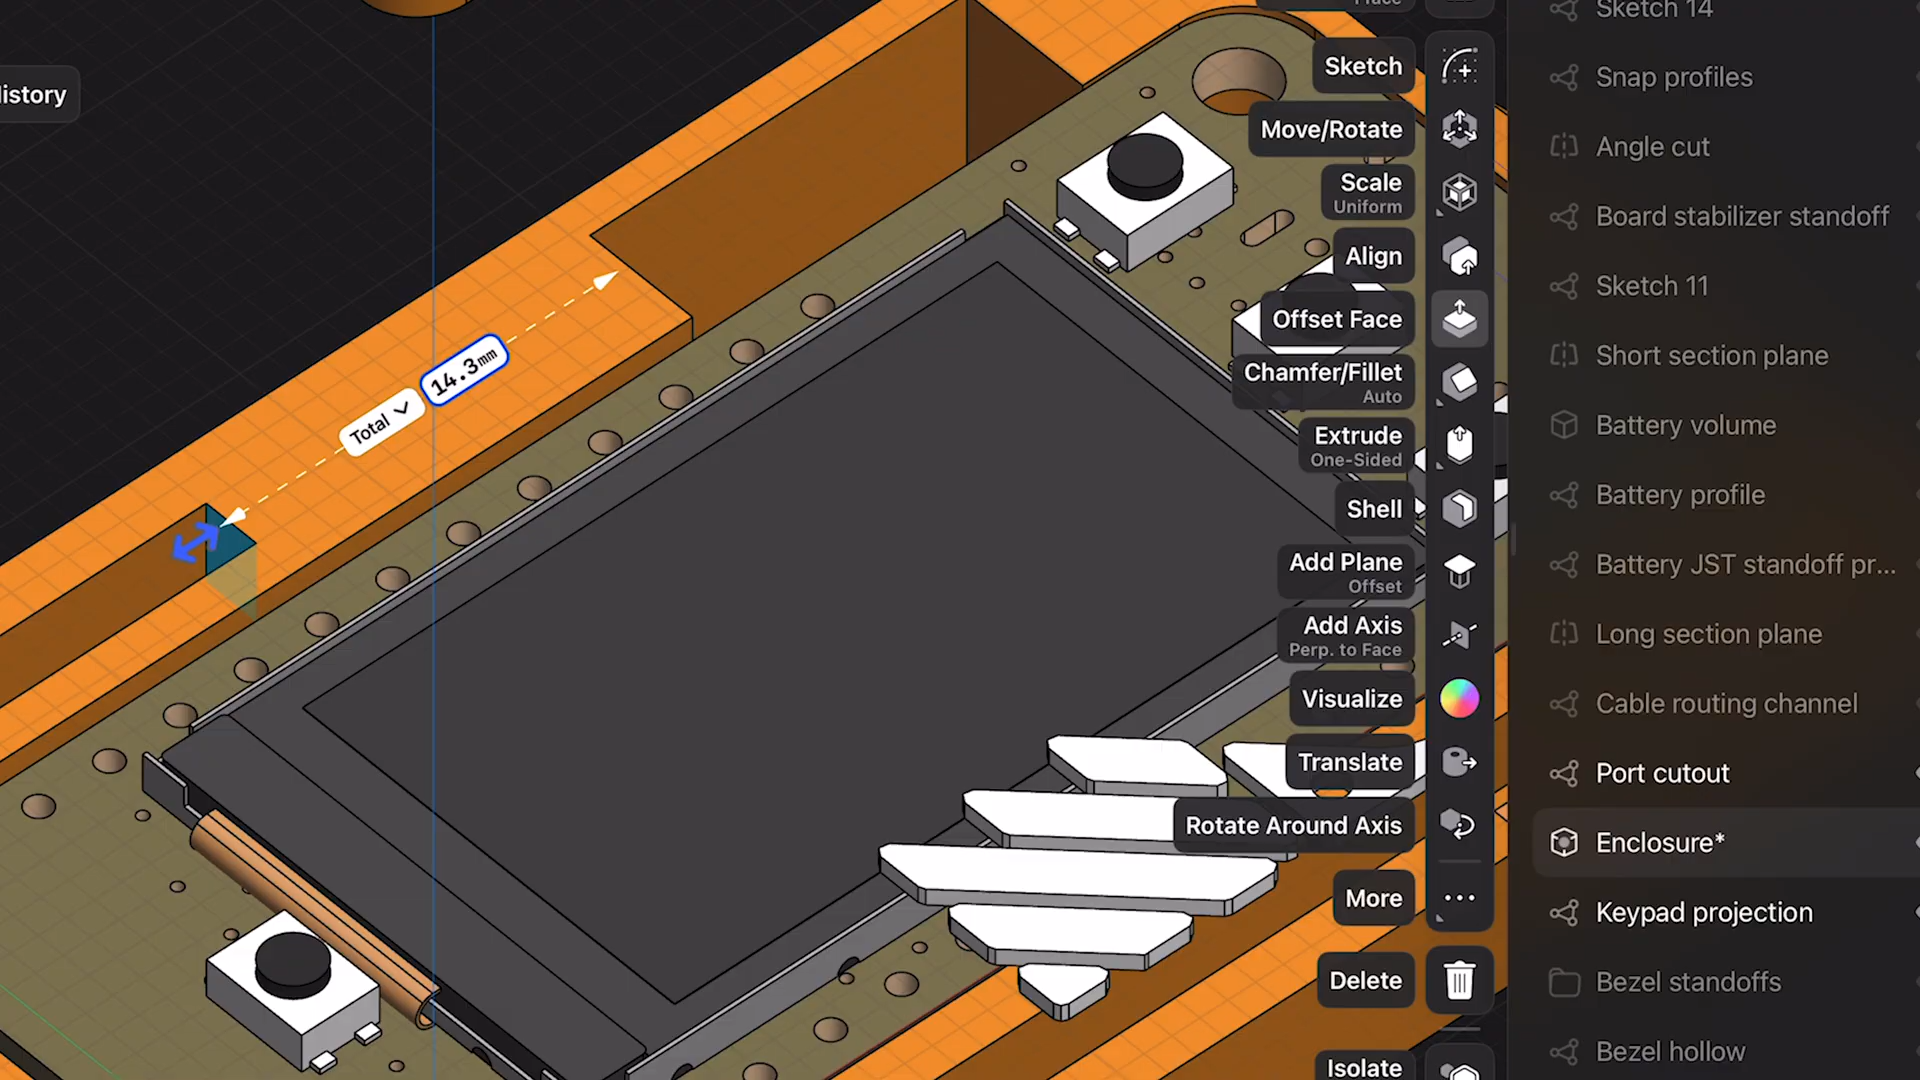 Place
Sketch 14
Sketch
Snap profiles
History
Move/Rotate
Angle cut
Scale
Uniform
Board stabilizer standoff
Align
Sketch 11
Offset Face
14.3mm
Short section plane
Chamfer/Fillet
Auto
Total
Battery volume
Extrude
One-Sided
Battery profile
Shell
Add Plane
Offset
Battery JST standoff pr...
Add Axis
Perp. to Face
Long section plane
Visualize
Cable routing channel
Translate
Port cutout
Rotate Around Axis
Enclosure*
More
Keypad projection
Delete
Bezel standoffs
Isolate
Bezel hollow